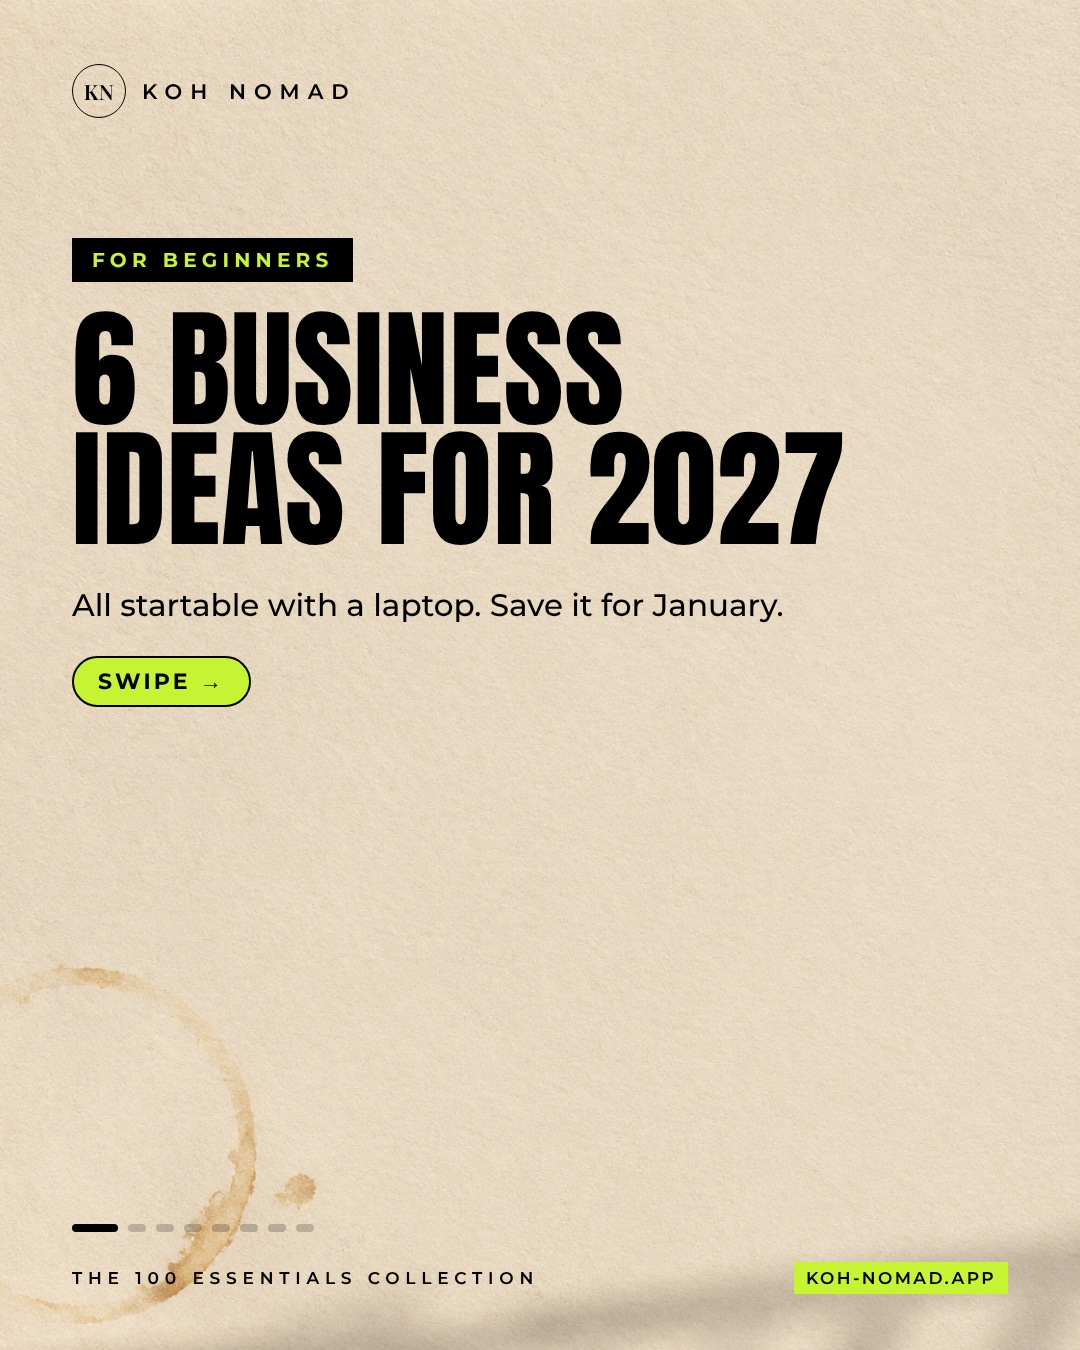 KN KOH NOMAD
FOR BEGINNERS
6 BUSINESS
IDEAS FOR 2027
All startable with a laptop. Save it for January.
SWIPE →
THE 100 ESSENTIALS COLLECTION
KOH-NOMAD.APP